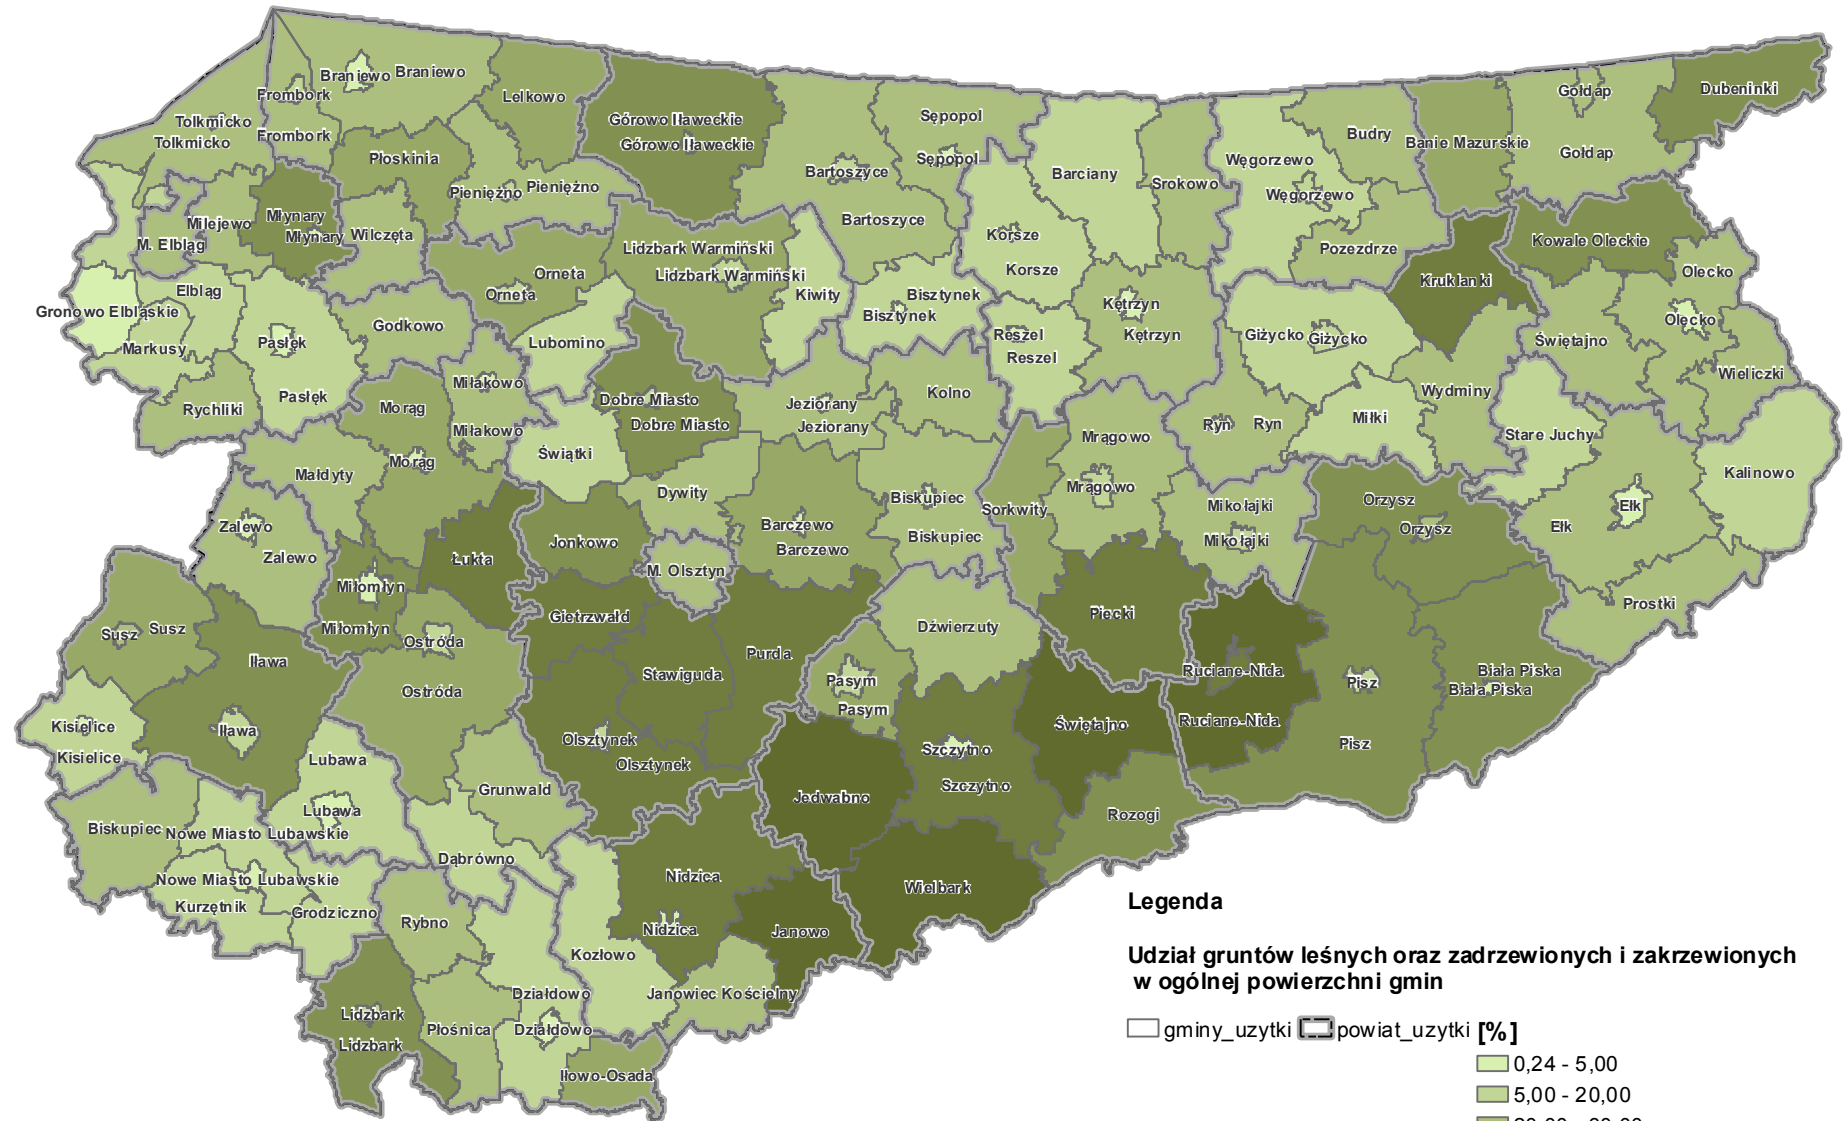 Braniewo Braniewo
Lelkowo
Frombork
Frombork
Tolkmicko
Tolkmicko
Płoskinia
Górowo Iławeckie
Górowo Iławeckie
Sępopol
Sępopol
Bartoszyce
Bartoszyce
Barciany
Srokowo
Węgorzewo
Węgorzewo
Budry
Banie Mazurskie
Gołdap
Gołdap
Dubeninki
Pieniężno Pieniężno
Milejewo
M. Elbląg
Młynary
Młynary
Wilczęta
Lidzbark Warmiński
Lidzbark Warmiński
Kiwity
Korsze
Korsze
Pozezdrze
Kruklanki
Kowale Oleckie
Olecko
Olecko
Orneta
Orneta
Elbląg
Gronowo Elbląskie
Markusy
Pasłęk
Pasłęk
Godkowo
Lubomino
Bisztynek
Bisztynek
Reszel
Reszel
Kętrzyn
Kętrzyn
Giżycko Giżycko
Świętajno
Wieliczki
Rychliki
Morąg
Morąg
Miłakowo
Miłakowo
Dobre Miasto
Dobre Miasto
Jeziorany
Jeziorany
Kolno
Mrągowo
Mrągowo
Ryn Ryn
Miłki
Wydminy
Stare Juchy
Kalinowo
Małdyty
Świątki
Dywity
Biskupiec
Biskupiec
Sorkwity
Mikołajki
Mikołajki
Orzysz
Orzysz
Ełk
Ełk
Zalewo
Zalewo
Łukta
Jonkowo
Barczewo
Barczewo
M. Olsztyn
Miłomłyn
Miłomłyn
Prostki
Susz Susz
Iława
Iława
Ostróda
Ostróda
Gietrzwałd
Stawiguda
Purda
Dźwierzuty
Piecki
Ruciane-Nida
Ruciane-Nida
Pisz
Pisz
Biała Piska
Biała Piska
Pasym
Pasym
Świętajno
Kisielice
Kisielice
Lubawa
Lubawa
Olsztynek
Olsztynek
Szczytno
Szczytno
Jedwabno
Grunwald
Rozogi
Biskupiec
Nowe Miasto Lubawskie
Nowe Miasto Lubawskie
Dąbrówno
Nidzica
Nidzica
Wielbark
Kurzętnik
Grodziczno
Rybno
Janowo
Kozłowo
Działdowo
Działdowo
Janowiec Kościelny
Lidzbark
Lidzbark
Płośnica
Iłowo-Osada
Legenda
Udział gruntów leśnych oraz zadrzewionych i zakrzewionych
w ogólnej powierzchni gmin
gminy_uzytki powiat_uzytki [%]
0,24 - 5,00
5,00 - 20,00